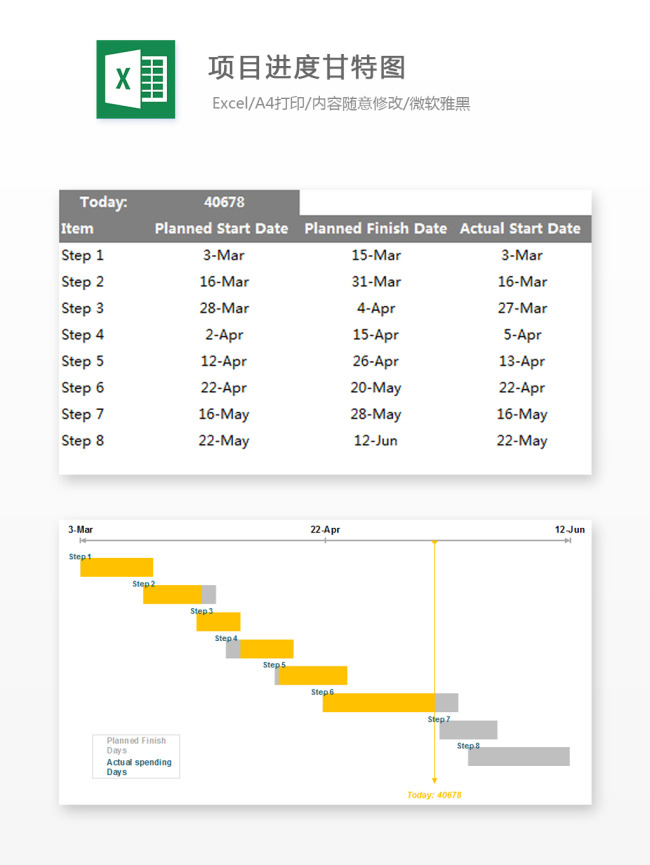 X
项目进度甘特图
Excel/A4打印/内容随意修改/微软雅黑
Today: 40678
Item Planned Start Date Planned Finish Date Actual Start Date
Step 1 3-Mar 15-Mar 3-Mar
Step 2 16-Mar 31-Mar 16-Mar
Step 3 28-Mar 4-Apr 27-Mar
Step 4 2-Apr 15-Apr 5-Apr
Step 5 12-Apr 26-Apr 13-Apr
Step 6 22-Apr 20-May 22-Apr
Step 7 16-May 28-May 16-May
Step 8 22-May 12-Jun 22-May
3-Mar 22-Apr 12-Jun
Step 1
Step 2
Step 3
Step 4
Step 5
Step 6
Step 7
Step 8
Planned Finish
Days
Actual spending
Days
Today: 40678